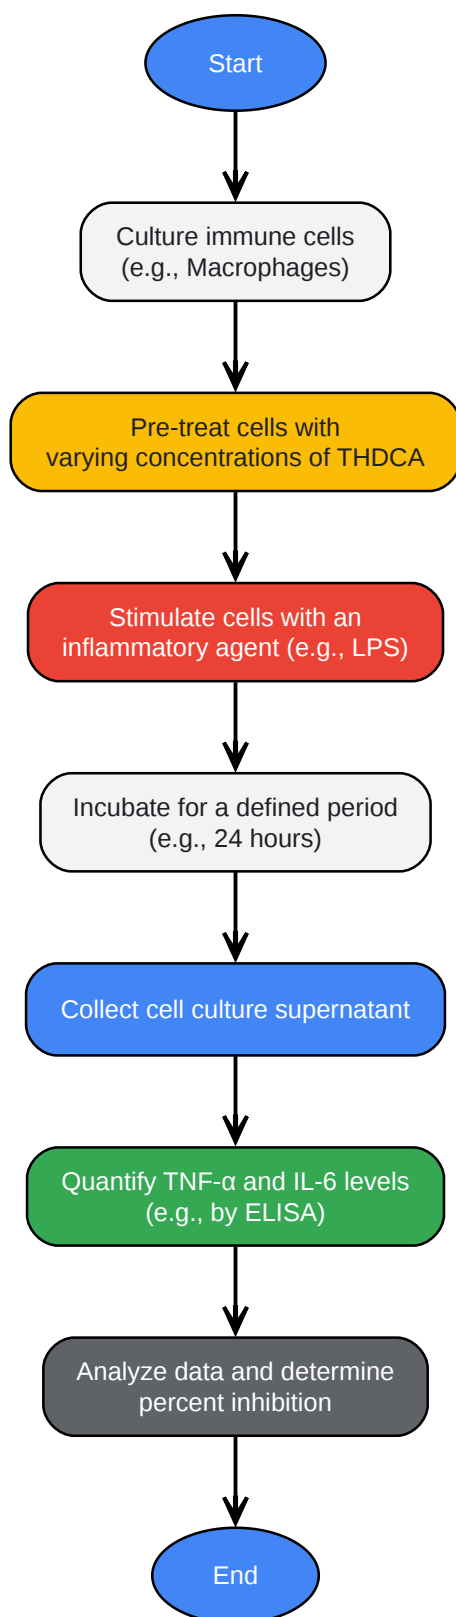 Start
Culture immune cells
(e.g., Macrophages)
Pre-treat cells with
varying concentrations of THDCA
Stimulate cells with an
inflammatory agent (e.g., LPS)
Incubate for a defined period
(e.g., 24 hours)
Collect cell culture supernatant
Quantify TNF-α and IL-6 levels
(e.g., by ELISA)
Analyze data and determine
percent inhibition
End